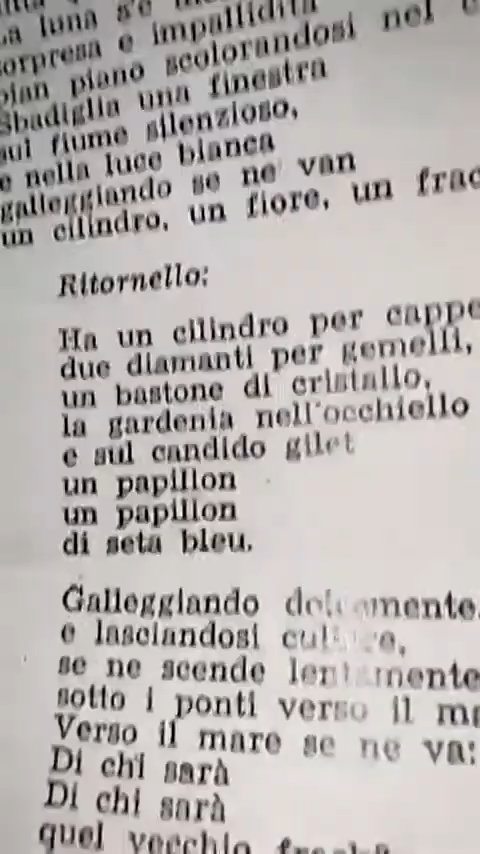 la luna s'è
sorpresa e impallidita
pian piano scolorandosi nel
Sbadiglia una finestra
sul fiume silenzioso,
e nella luce bianca
galleggiando se ne van
un cilindro, un fiore, un frac
Ritornello:
Ha un cilindro per cappe
due diamanti per gemelli,
un bastone di cristallo,
la gardenia nell'occhiello
e sul candido gilet
un papillon
un papillon
di seta bleu.
Galleggiando dolcemente
e lasciandosi
se ne scende lentamente
sotto i ponti verso il ma
Verso il mare se ne va:
Di chi sarà
Di chi sarà
quel vecchio